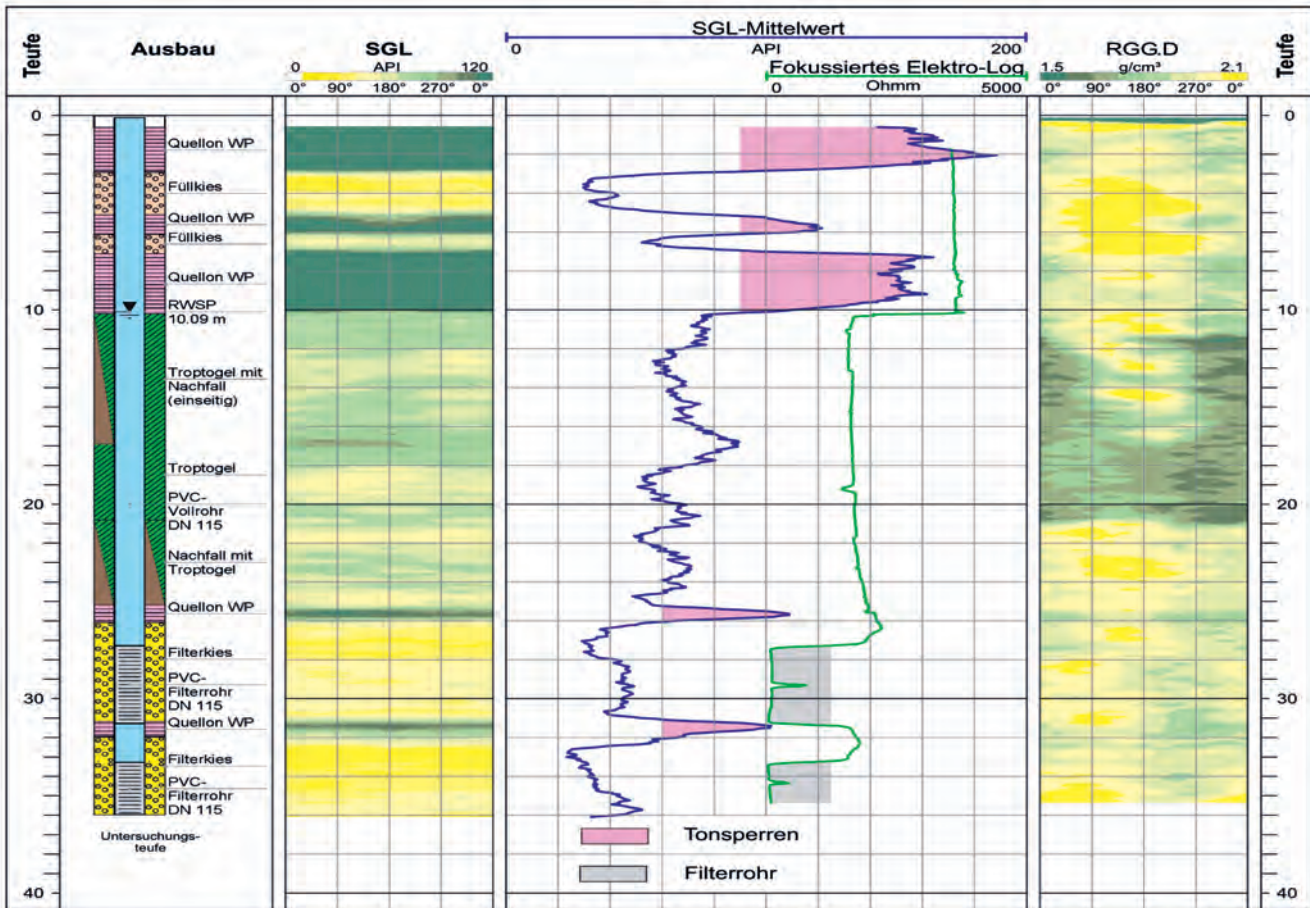 Teufe
Ausbau
SGL
0 API 120
0° 90° 180° 270° 0°
SGL-Mittelwert
0 API 200
Fokussiertes Elektro-Log
0 Ohmm 5000
RGG.D
1.5 g/cm³ 2.1
0° 90° 180° 270° 0°
Teufe
0
10
20
30
40
Quellon WP
Füllkies
Quellon WP
Füllkies
Quellon WP
RWSP
10.09 m
Troptogel mit
Nachfall
(einseitig)
Troptogel
PVC-
Vollrohr
DN 115
Nachfall mit
Troptogel
Quellon WP
Filterkies
PVC-
Filterrohr
DN 115
Quellon WP
Filterkies
PVC-
Filterrohr
DN 115
Untersuchungs-
teufe
Tonsperren
Filterrohr
0
10
20
30
40